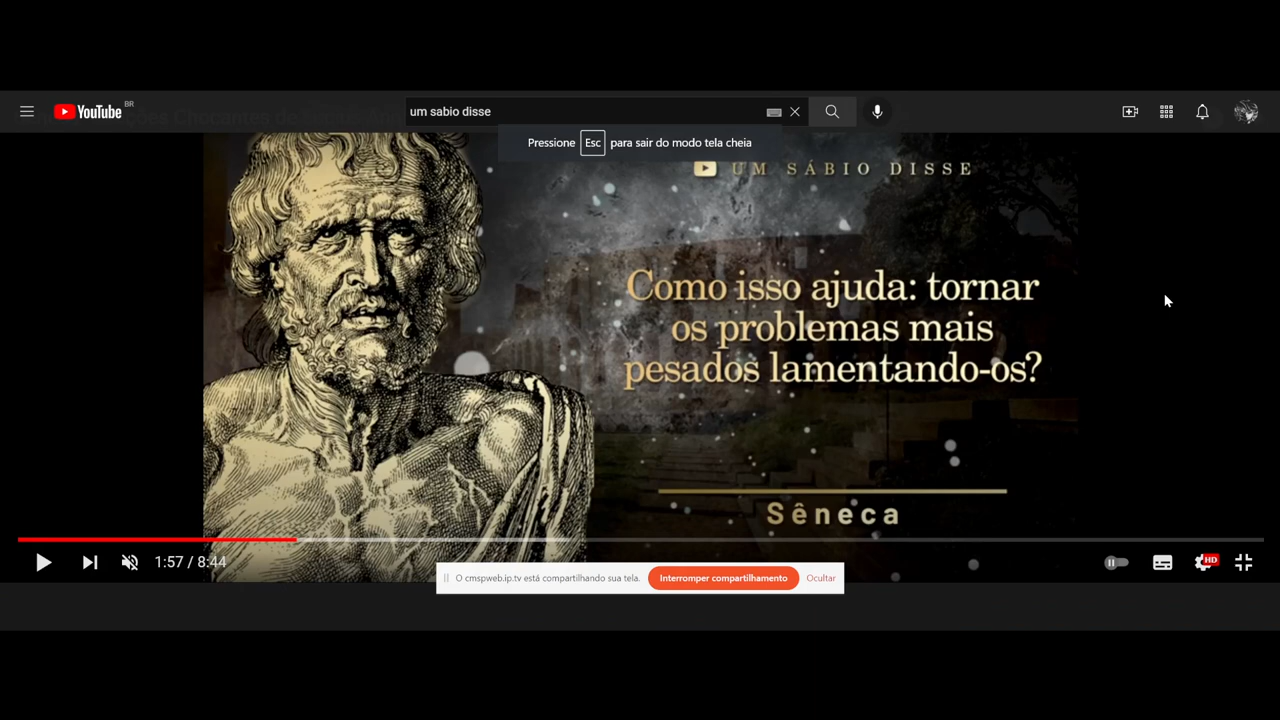 YouTube BR
um sabio disse
Pressione Esc para sair do modo tela cheia
UM SÁBIO DISSE
Como isso ajuda: tornar
os problemas mais
pesados lamentando-os?
Sêneca
1:57 / 8:44
HD
O cmspweb.ip.tv está compartilhando sua tela. Interromper compartilhamento Ocultar